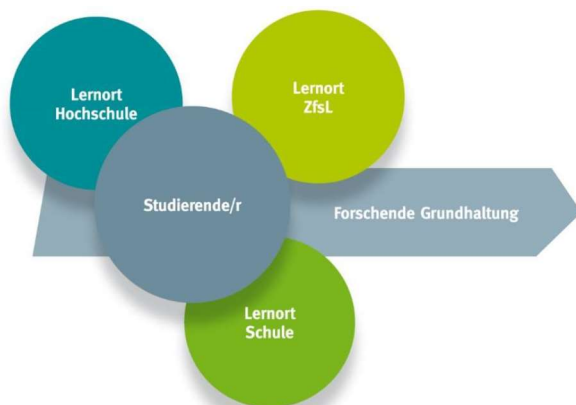 Lernort
Hochschule
Lernort
ZfsL
Studierende/r
Forschende Grundhaltung
Lernort
Schule